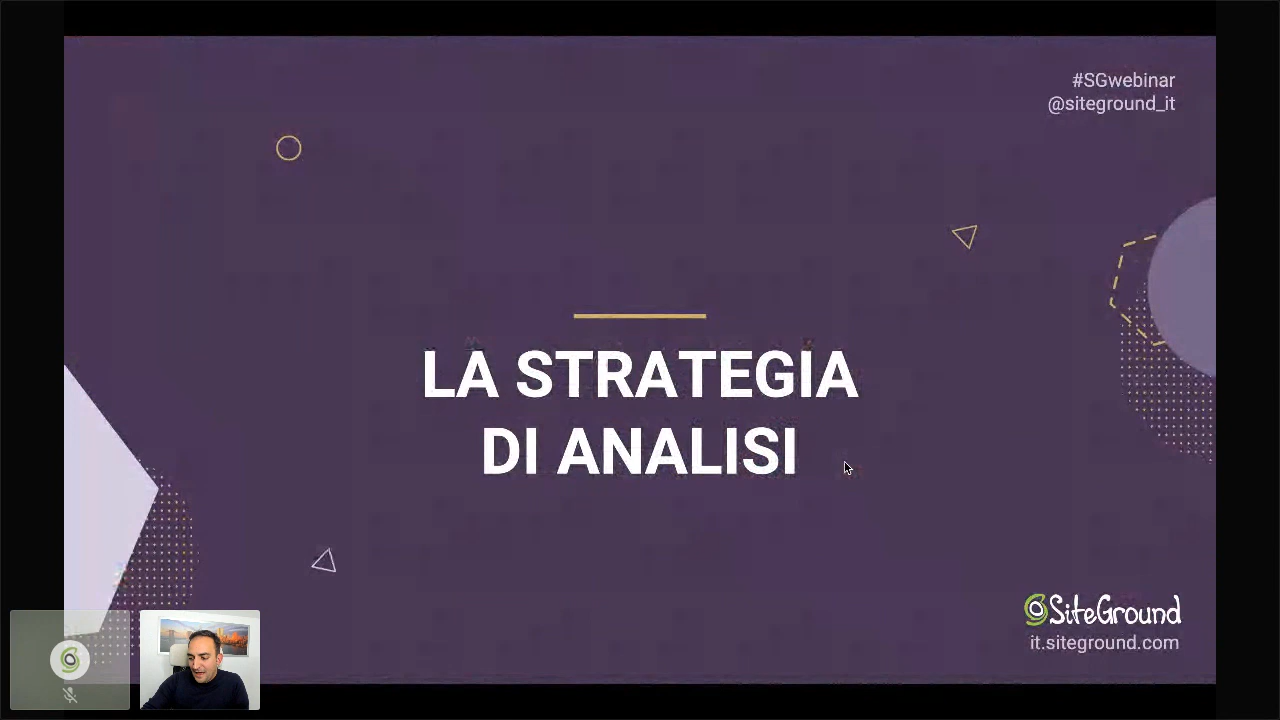 #SGwebinar
@siteground_it
LA STRATEGIA
DI ANALISI
SiteGround
it.siteground.com